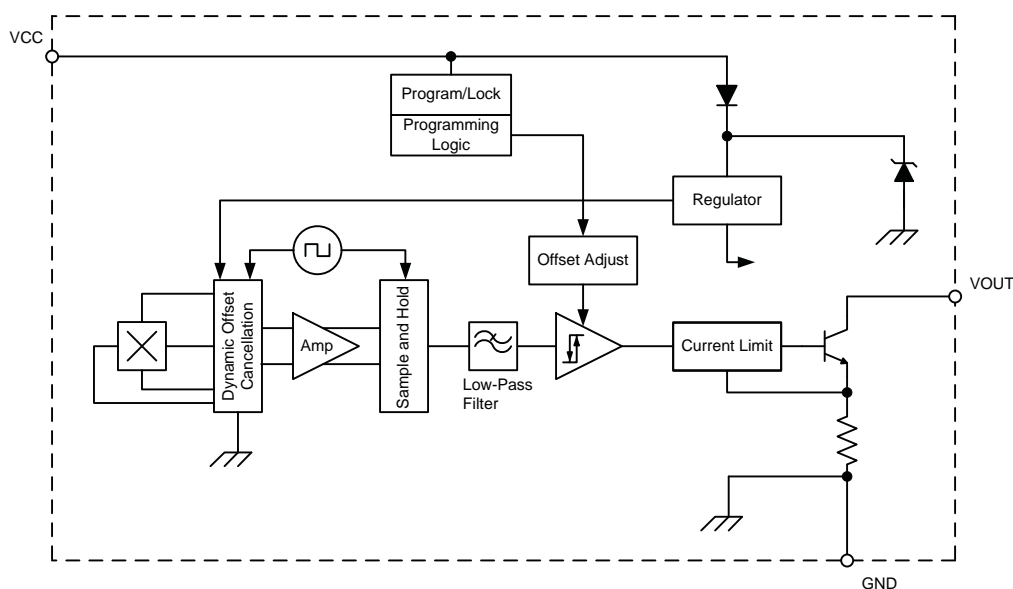 VCC
Program/Lock
Programming
Logic
Regulator
Offset Adjust
VOUT
Dynamic Offset
Cancellation
Amp
Sample and Hold
Low-Pass
Filter
Current Limit
GND